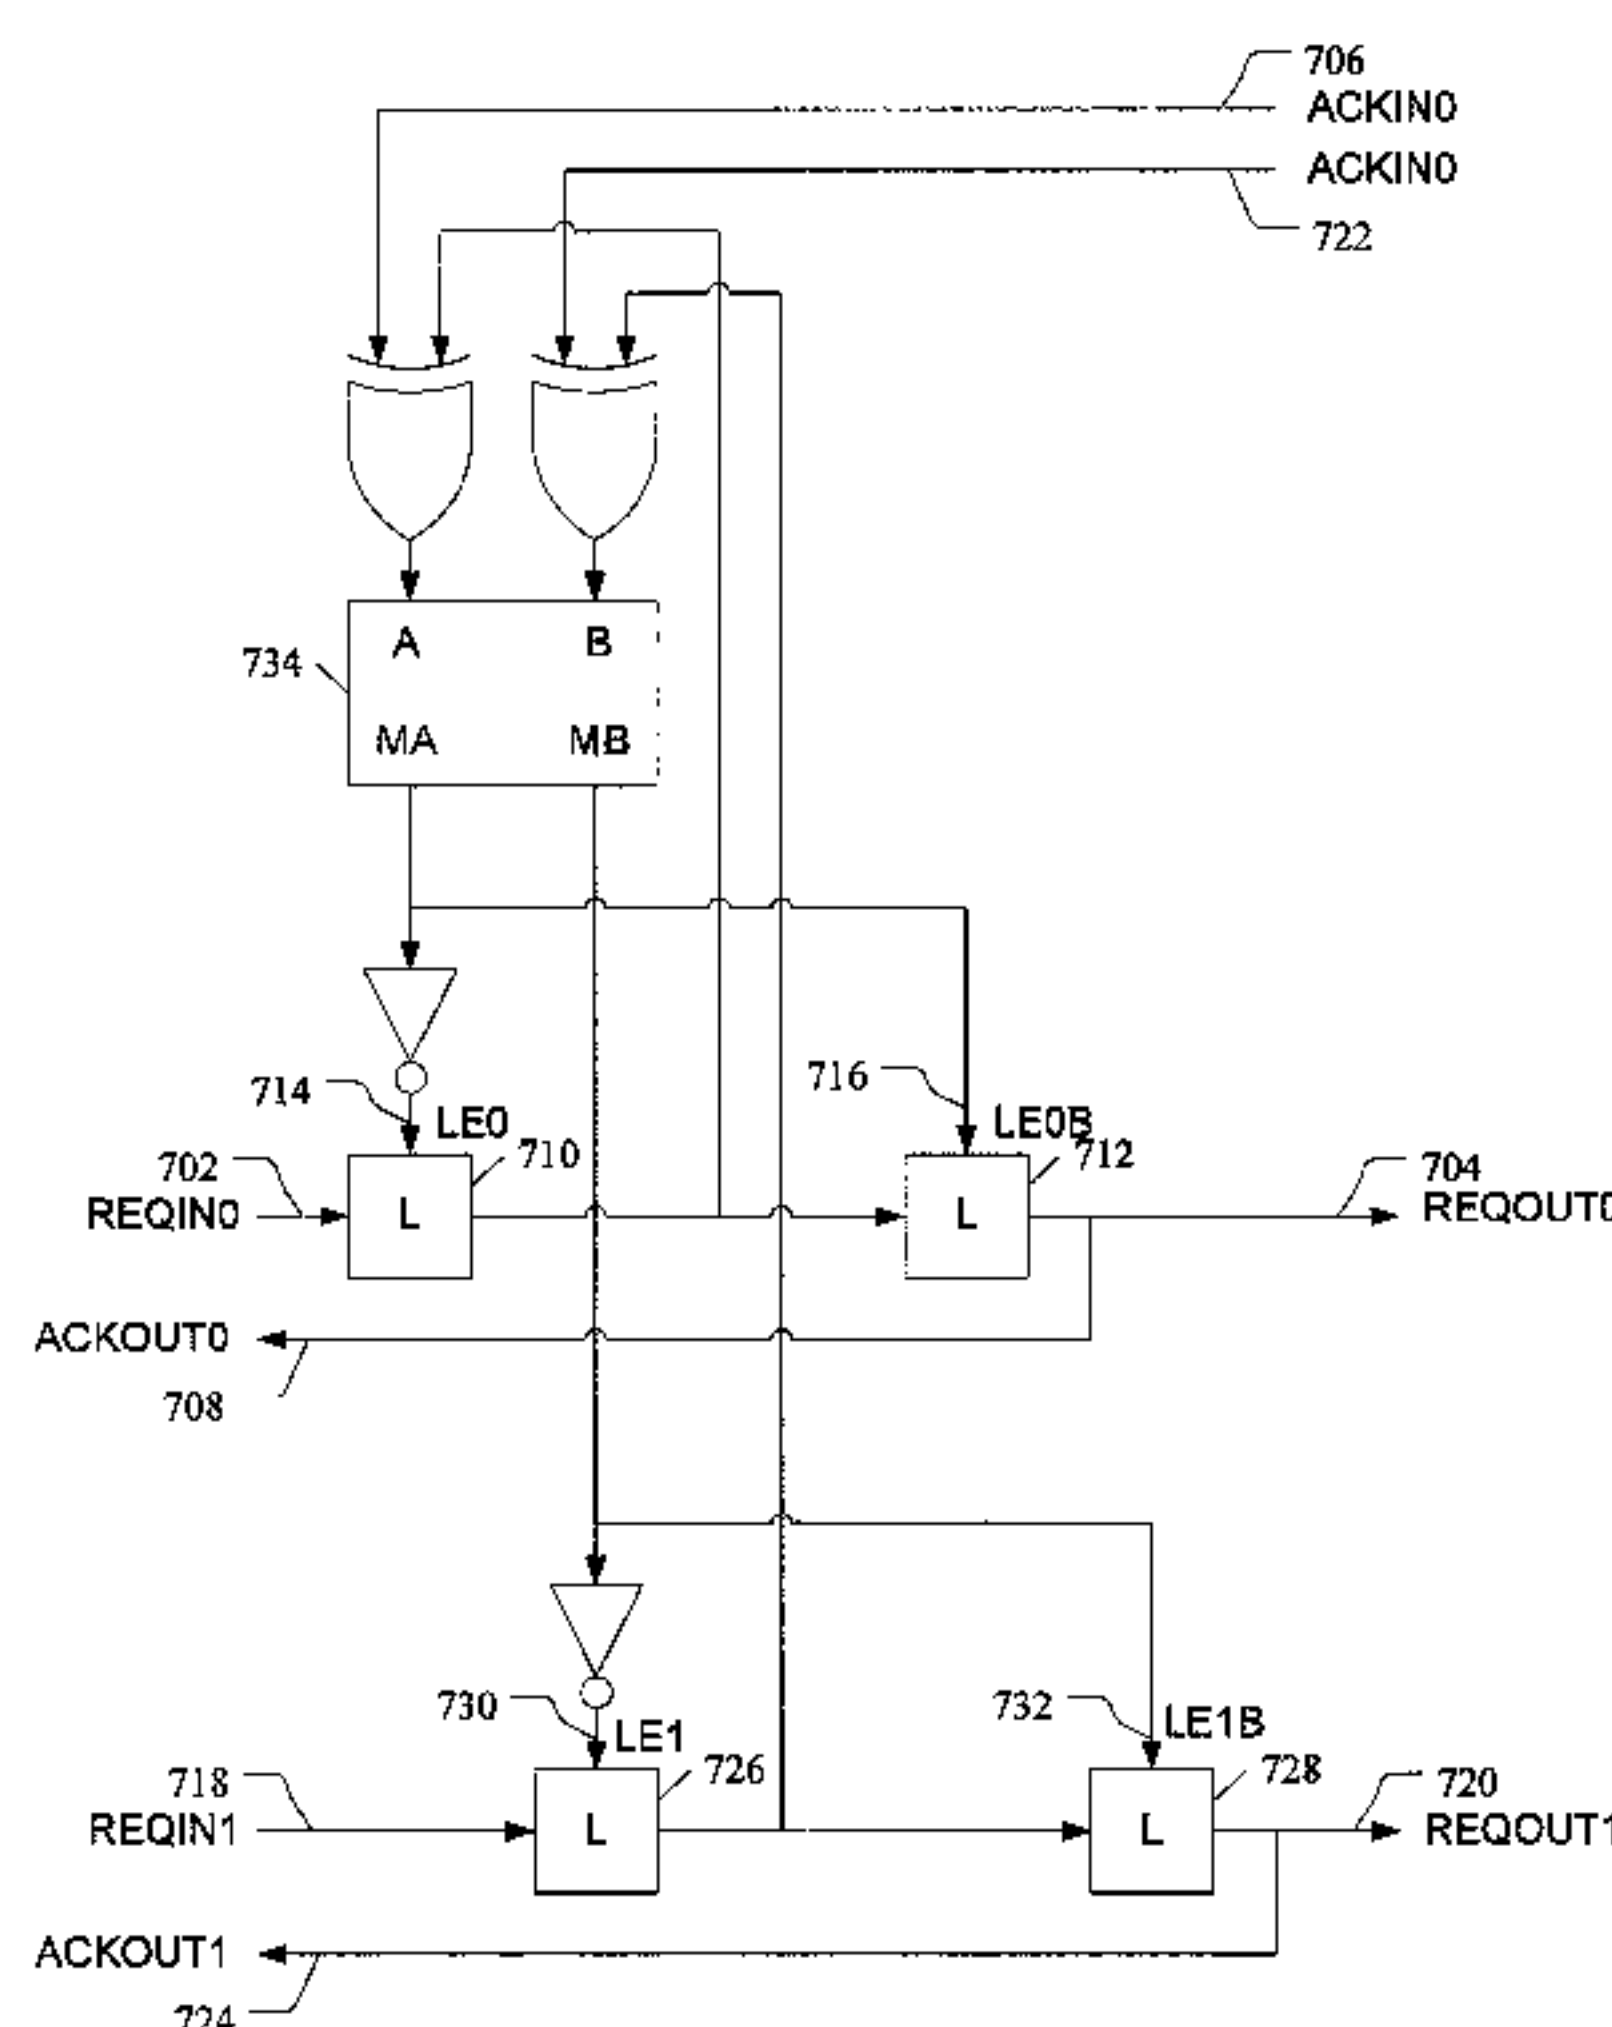 706
ACKIN0
ACKIN0
722
A B
734
MA MB
716
714 LE0 LE0B
702 710 712 704
REQIN0 L L REQOUT0
ACKOUT0
708
730 732
LE1 LE1B
718 726 728 720
REQIN1 L L REQOUT1
ACKOUT1
724